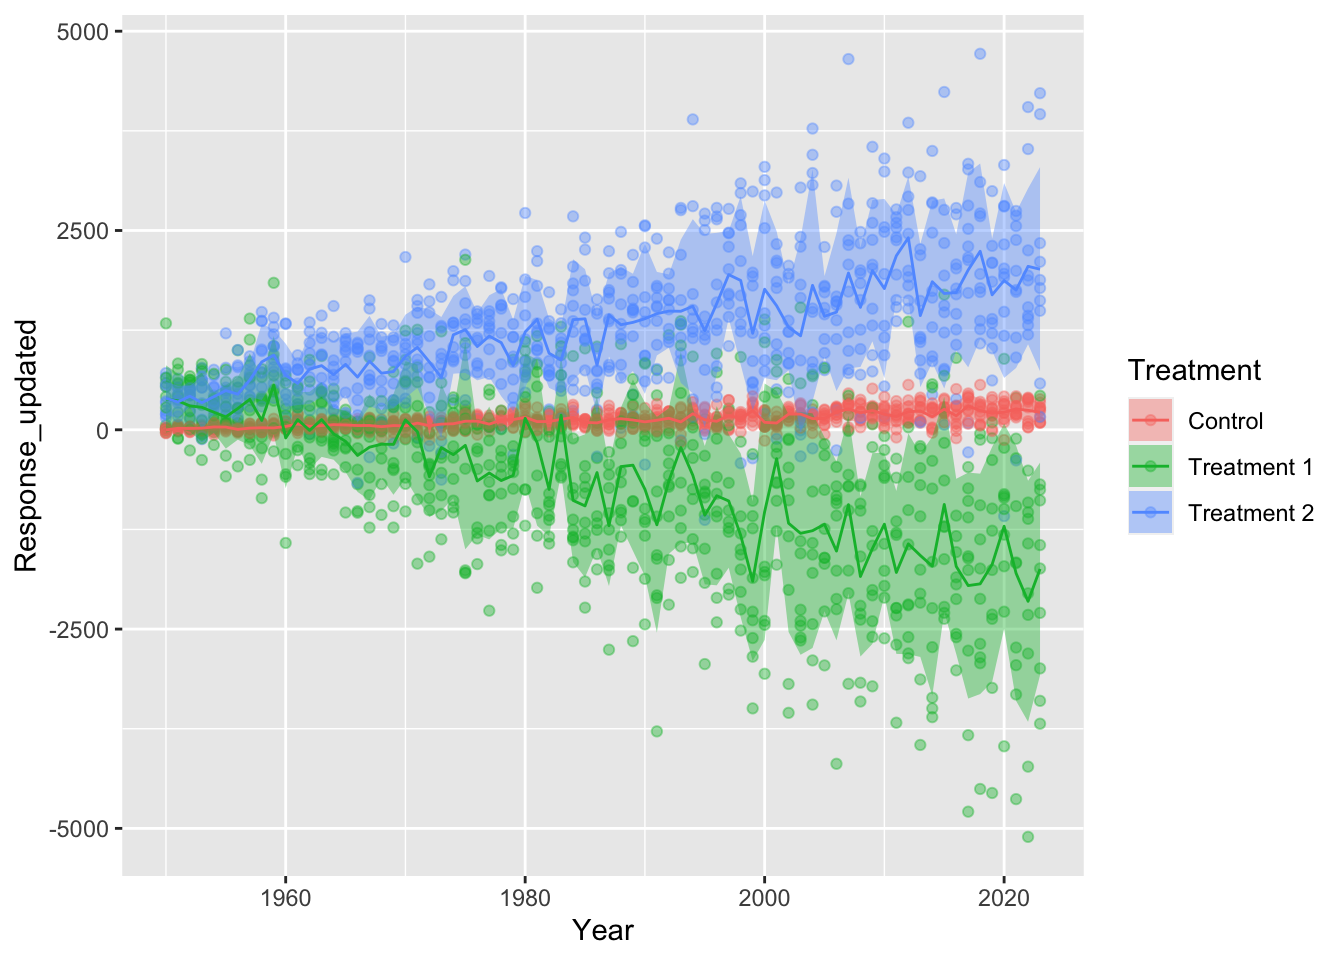 Response_updated
5000
2500
0
-2500
-5000
1960
1980
2000
2020
Year
Treatment
Control
Treatment 1
Treatment 2